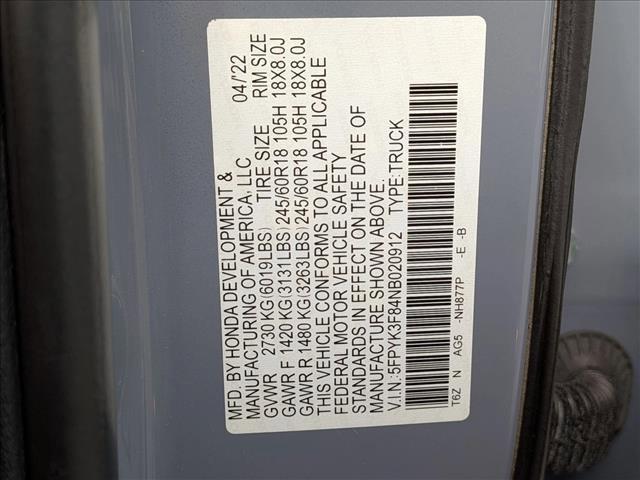 MFD. BY HONDA DEVELOPMENT &
MANUFACTURING OF AMERICA, LLC 04/'22
GVWR 2730 KG (6019LBS) TIRE SIZE RIM SIZE
GAWR F 1420 KG (3131LBS) 245/60R18 105H 18X8.0J
GAWR R 1480 KG (3263LBS) 245/60R18 105H 18X8.0J
THIS VEHICLE CONFORMS TO ALL APPLICABLE
FEDERAL MOTOR VEHICLE SAFETY
STANDARDS IN EFFECT ON THE DATE OF
MANUFACTURE SHOWN ABOVE.
V.I.N.:5FPYK3F84NB020912 TYPE:TRUCK
T6Z N AG5 -NH877P -E -B